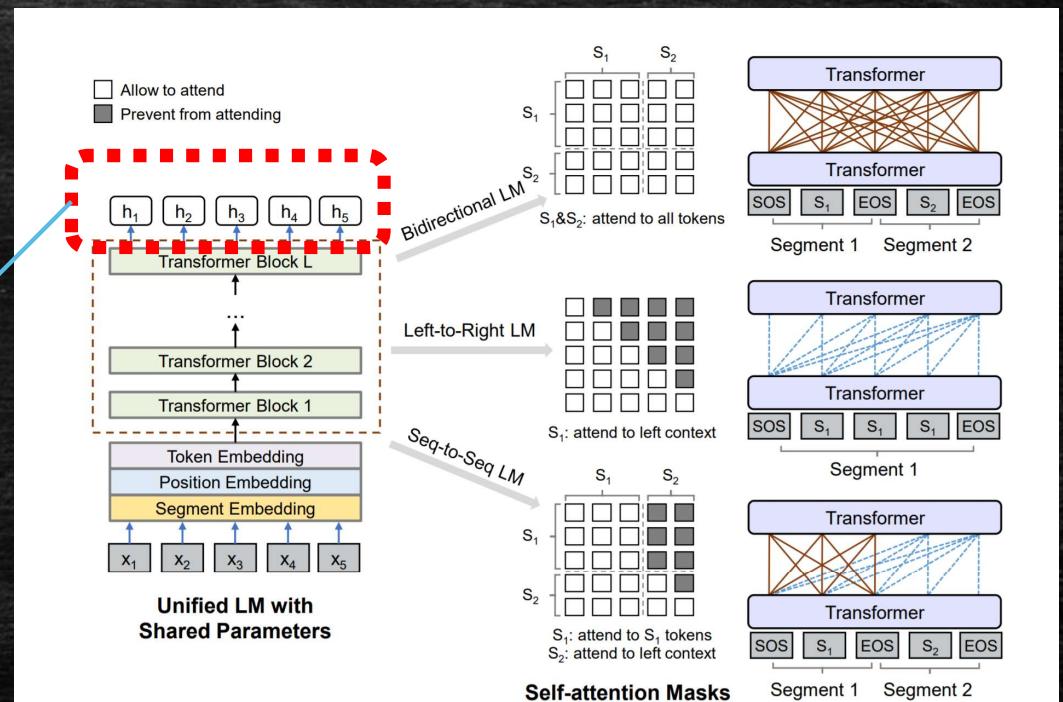 Allow to attend
Prevent from attending
h1 h2 h3 h4 h5
Transformer Block L
...
Transformer Block 2
Transformer Block 1
Token Embedding
Position Embedding
Segment Embedding
x1 x2 x3 x4 x5
Unified LM with
Shared Parameters
Bidirectional LM
Left-to-Right LM
Seq-to-Seq LM
S1 S2
S1
S2
S1&S2: attend to all tokens
S1: attend to left context
S1 S2
S1
S2
S1: attend to S1 tokens
S2: attend to left context
Self-attention Masks
Transformer
Transformer
SOS S1 EOS S2 EOS
Segment 1 Segment 2
Transformer
Transformer
SOS S1 S1 S1 EOS
Segment 1
Transformer
Transformer
SOS S1 EOS S2 EOS
Segment 1 Segment 2